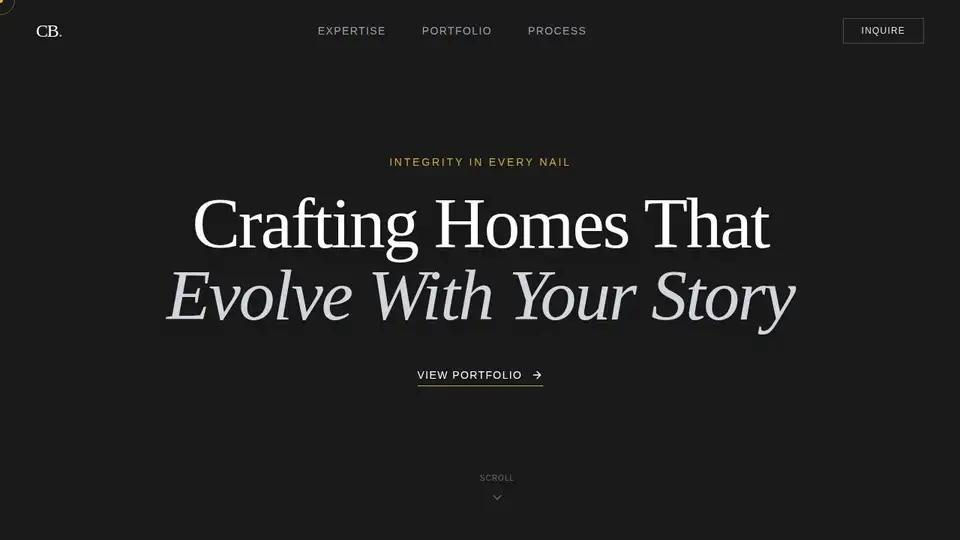 CB.
EXPERTISE
PORTFOLIO
PROCESS
INQUIRE
INTEGRITY IN EVERY NAIL
Crafting Homes That
Evolve With Your Story
VIEW PORTFOLIO
SCROLL